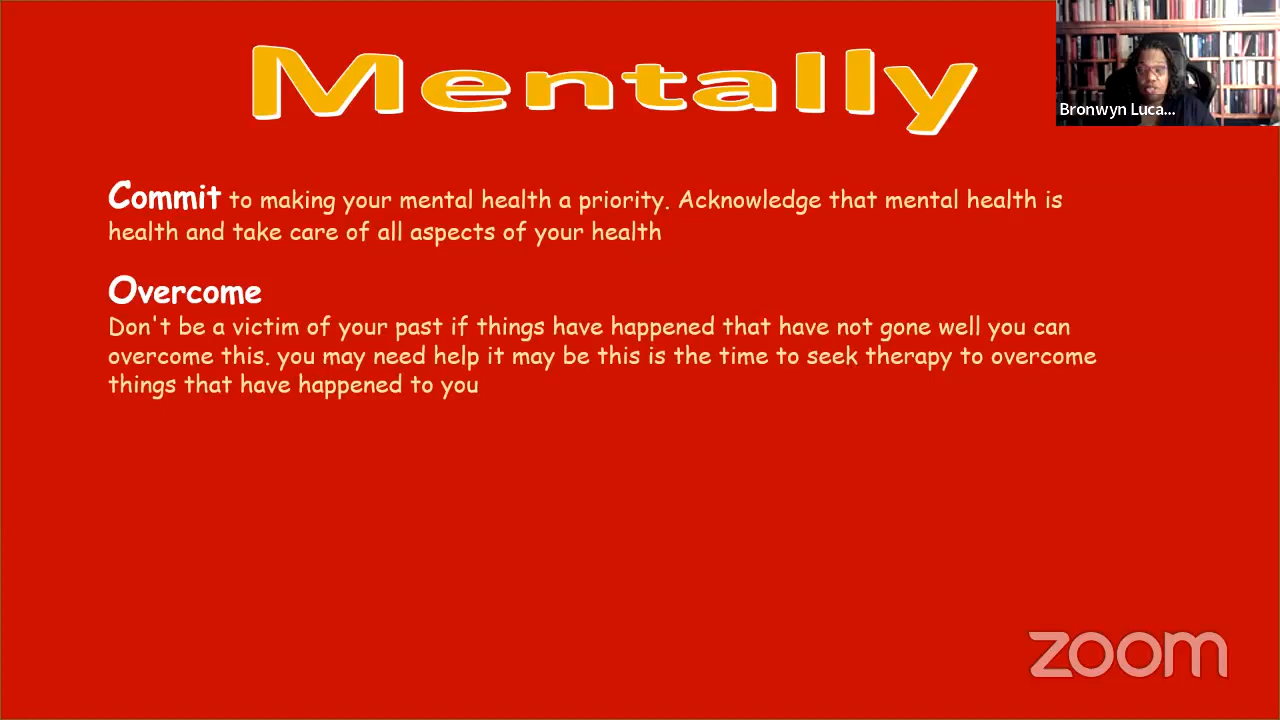 Mentally
Bronwyn Luca...
Commit to making your mental health a priority. Acknowledge that mental health is
health and take care of all aspects of your health
Overcome
Don't be a victim of your past if things have happened that have not gone well you can
overcome this. you may need help it may be this is the time to seek therapy to overcome
things that have happened to you
zoom